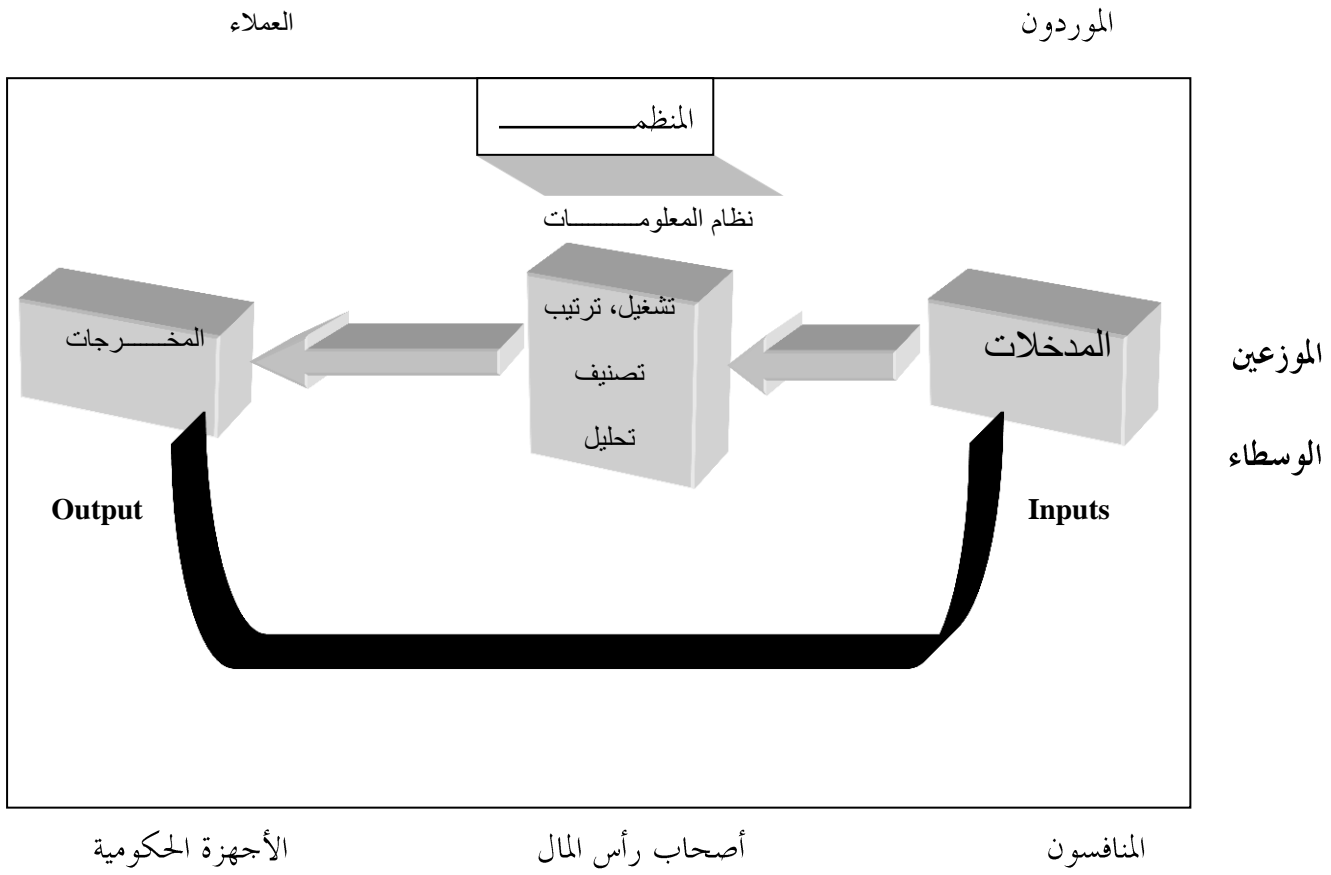 الموردون
العملاء
المنظمـــــــــــــــ
نظام المعلومـــــــات
المدخلات
تشغيل، ترتيب
تصنيف
تحليل
المخـــــرجات
الموزعين
الوسطاء
Inputs
Output
المنافسون
أصحاب رأس المال
الأجهزة الحكومية